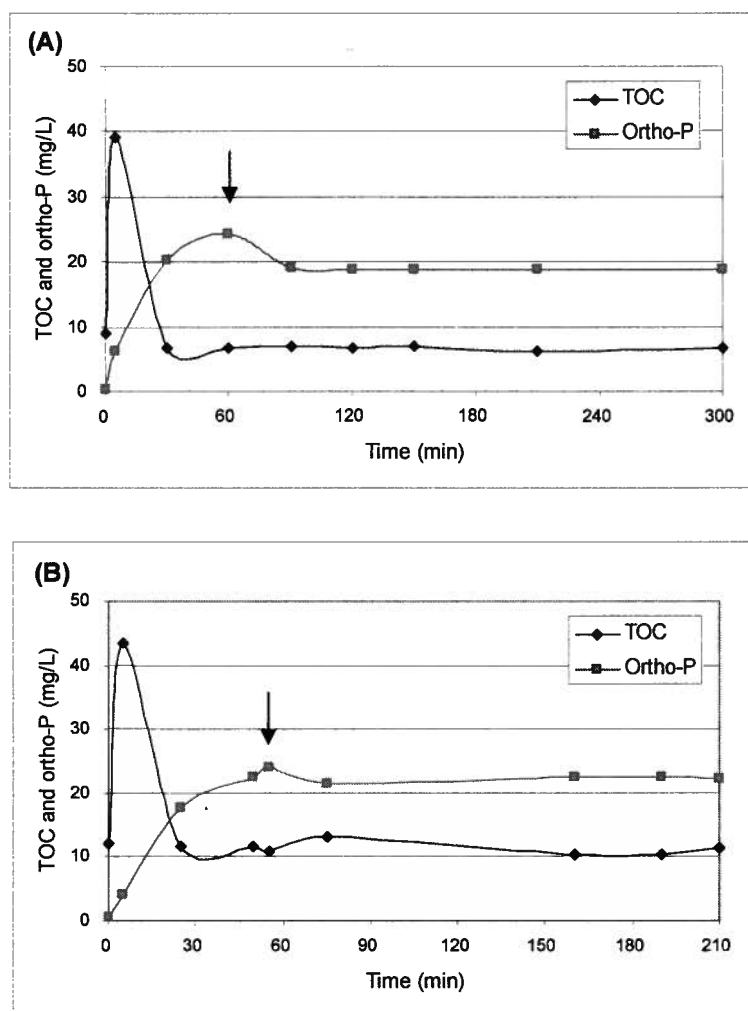 (A)
50
40
30
20
10
0
TOC and ortho-P (mg/L)
TOC
Ortho-P
0 60 120 180 240 300
Time (min)
(B)
50
40
30
20
10
0
TOC and ortho-P (mg/L)
TOC
Ortho-P
0 30 60 90 120 150 180 210
Time (min)